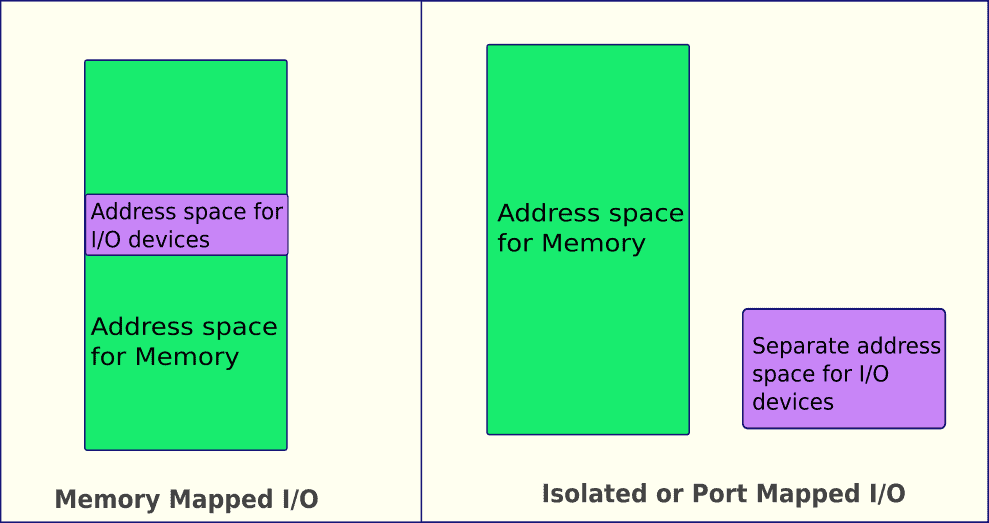 Address space for
I/O devices
Address space
for Memory
Memory Mapped I/O
Address space
for Memory
Separate address
space for I/O
devices
Isolated or Port Mapped I/O